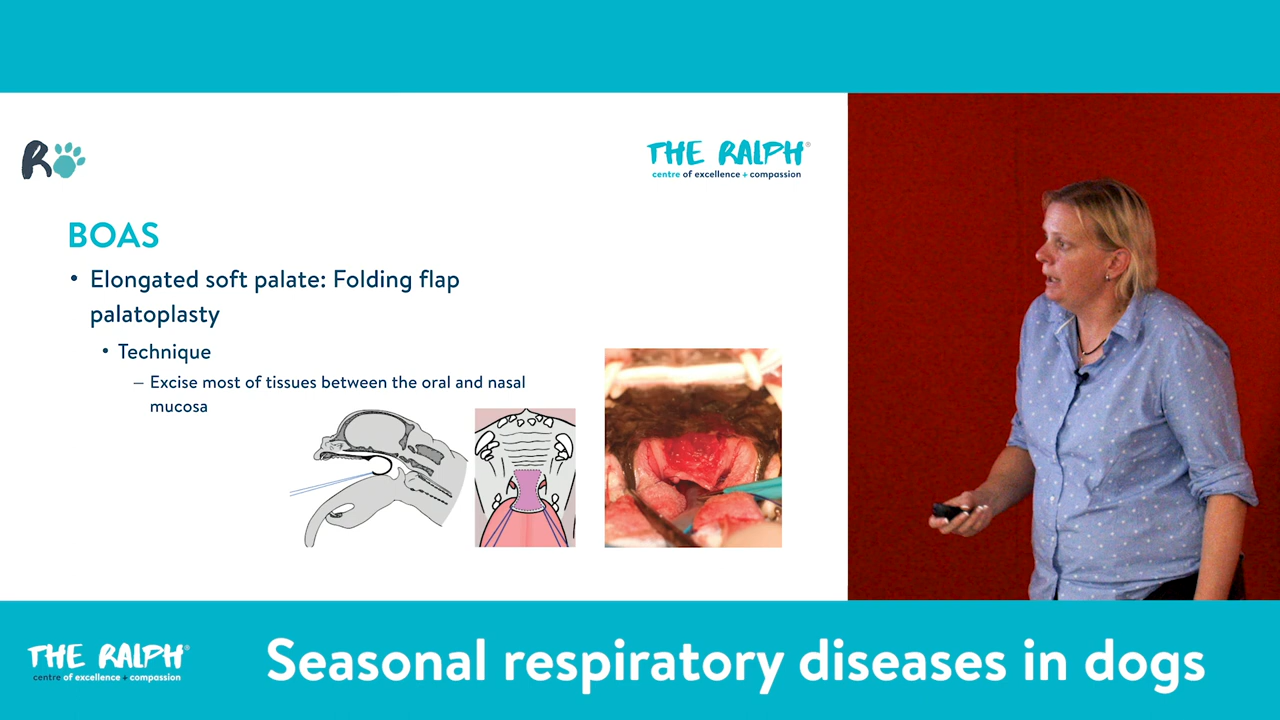 R
THE RALPH®
centre of excellence + compassion
BOAS
• Elongated soft palate: Folding flap
palatoplasty
• Technique
– Excise most of tissues between the oral and nasal
mucosa
THE RALPH®
centre of excellence + compassion
Seasonal respiratory diseases in dogs